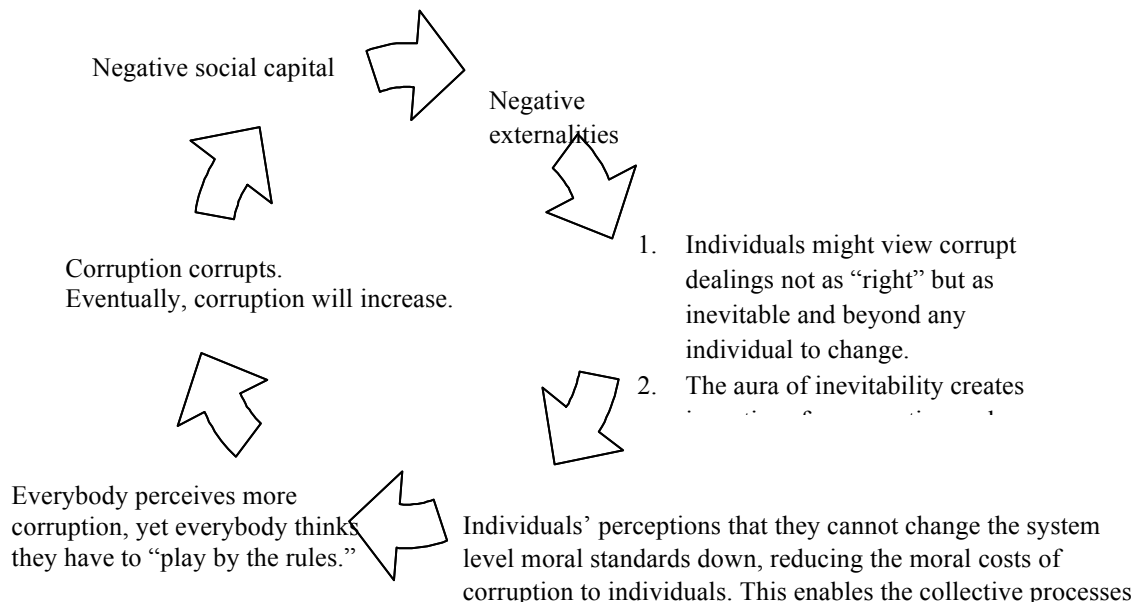 Negative social capital
Negative
externalities
1. Individuals might view corrupt
dealings not as “right” but as
inevitable and beyond any
individual to change.
2. The aura of inevitability creates
Individuals’ perceptions that they cannot change the system
level moral standards down, reducing the moral costs of
corruption to individuals. This enables the collective processes
Everybody perceives more
corruption, yet everybody thinks
they have to “play by the rules.”
Corruption corrupts.
Eventually, corruption will increase.